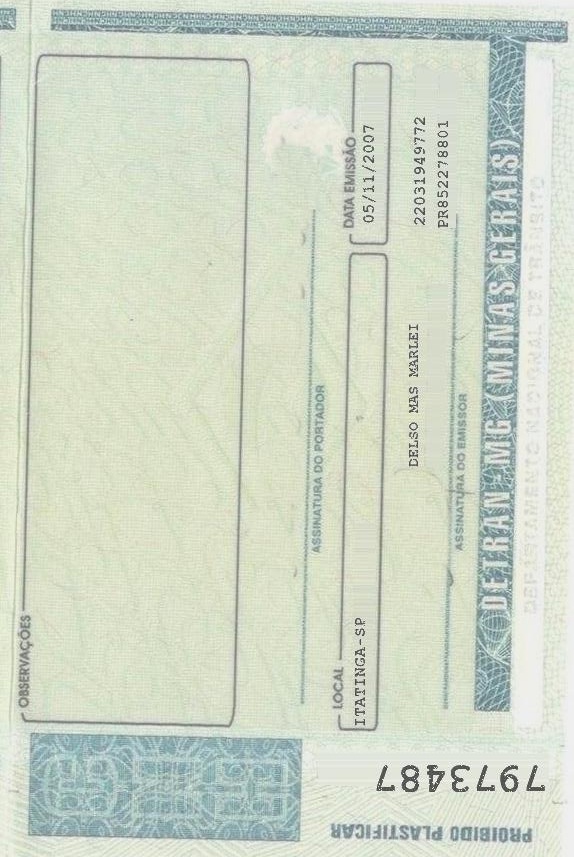 OBSERVAÇÕES
ASSINATURA DO PORTADOR
LOCAL
ITATINGA-SP
DATA EMISSÃO
05/11/2007
DELSO MAS MARLEI
22031949772
PR852278801
ASSINATURA DO EMISSOR
DETRAN-MG (MINAS GERAIS)
DEPARTAMENTO NACIONAL DE TRÂNSITO
PROIBIDO PLASTIFICAR
7973487